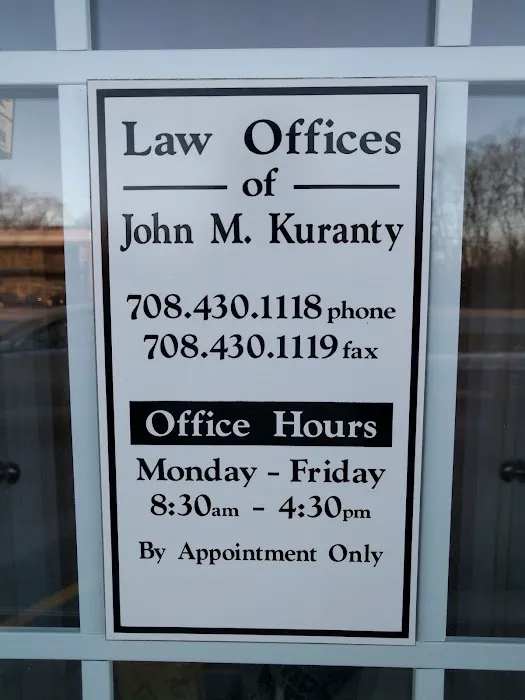 Law Offices
of
John M. Kuranty
708.430.1118 phone
708.430.1119 fax
Office Hours
Monday - Friday
8:30am - 4:30pm
By Appointment Only